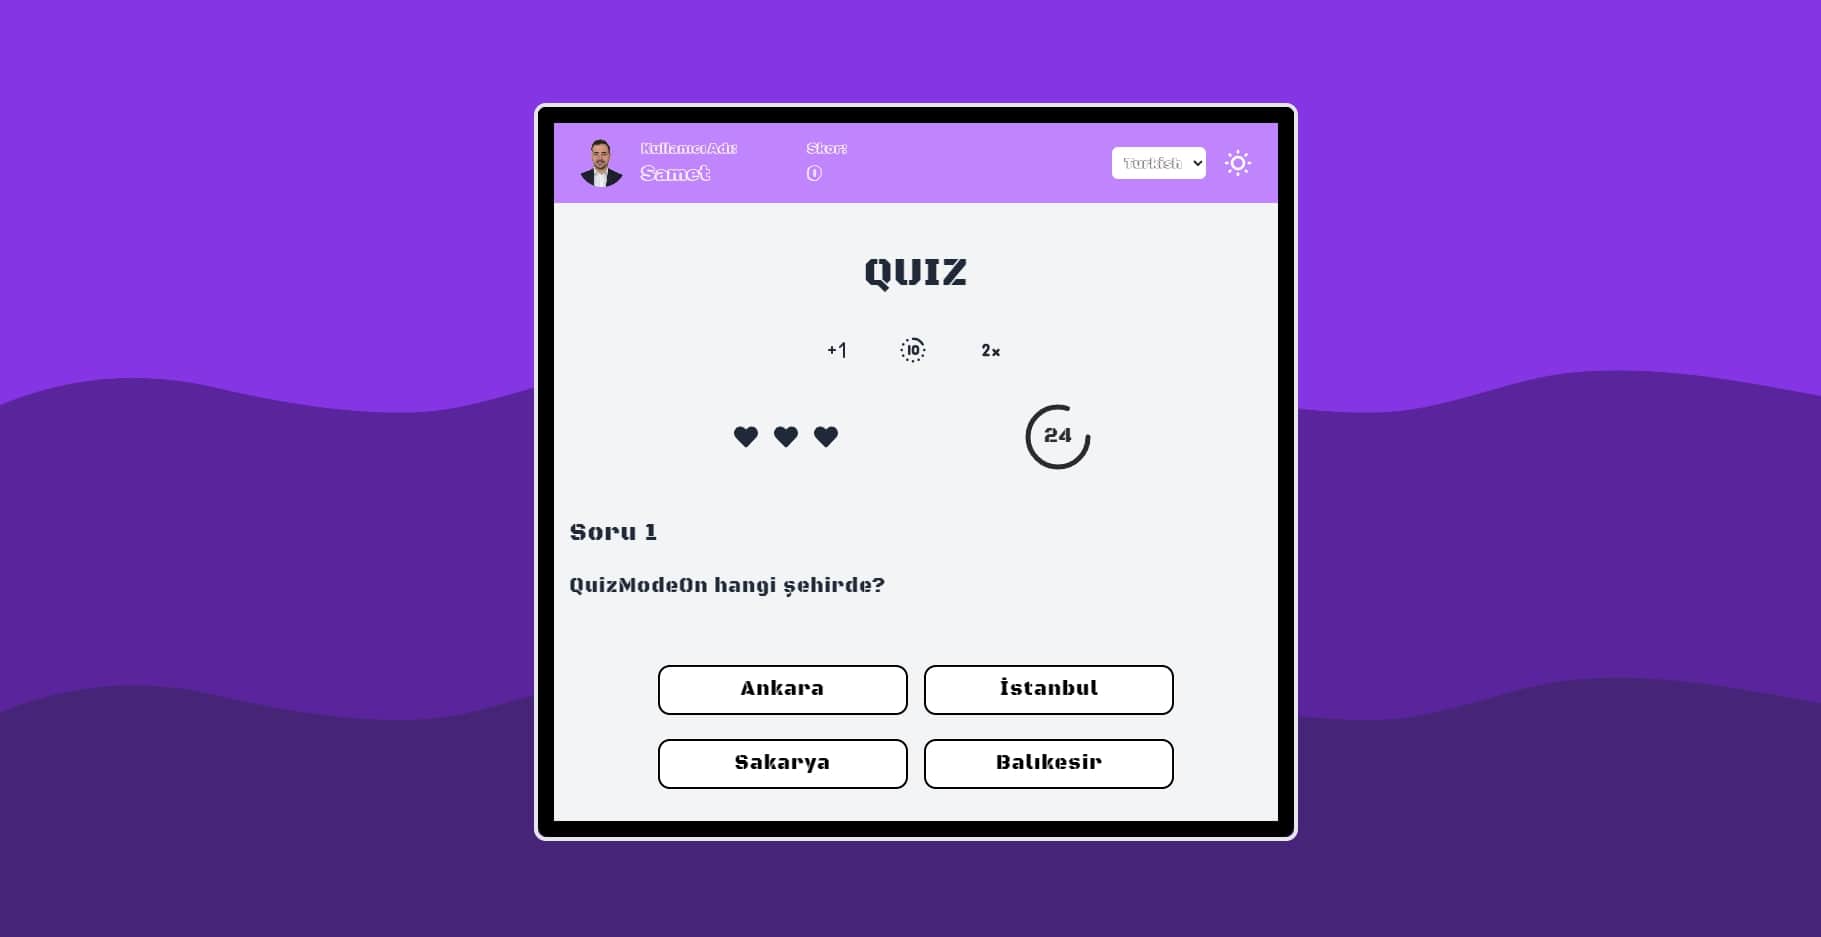 Kullanıcı Adı:
Samet
Skor:
0
Turkish
QUIZ
+1
10
2x
24
Soru 1
QuizModeOn hangi şehirde?
Ankara
İstanbul
Sakarya
Balıkesir